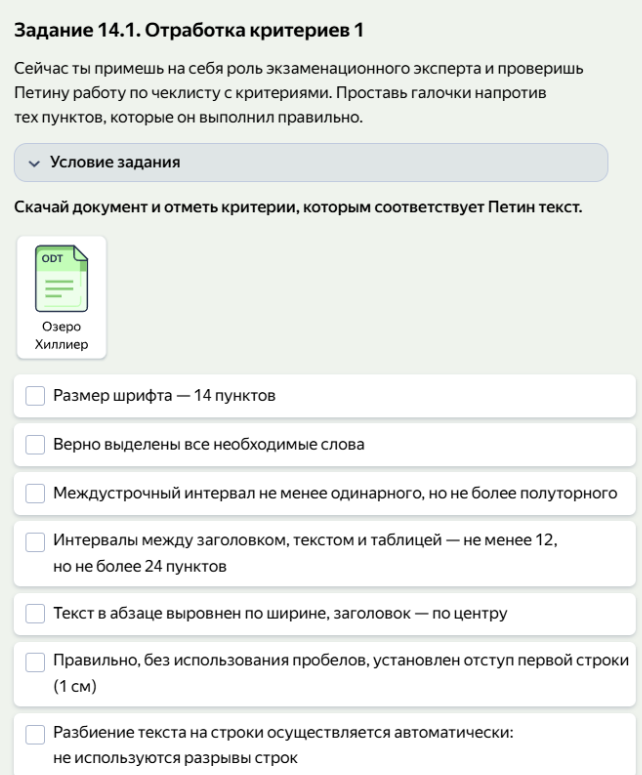 Задание 14.1. Отработка критериев 1
Сейчас ты примешь на себя роль экзаменационного эксперта и проверишь
Петину работу по чеклисту с критериями. Проставь галочки напротив
тех пунктов, которые он выполнил правильно.
Условие задания
Скачай документ и отметь критерии, которым соответствует Петин текст.
ODT
Озеро
Хиллиер
Размер шрифта — 14 пунктов
Верно выделены все необходимые слова
Междустрочный интервал не менее одинарного, но не более полуторного
Интервалы между заголовком, текстом и таблицей — не менее 12,
но не более 24 пунктов
Текст в абзаце выровнен по ширине, заголовок — по центру
Правильно, без использования пробелов, установлен отступ первой строки
(1 см)
Разбиение текста на строки осуществляется автоматически:
не используются разрывы строк